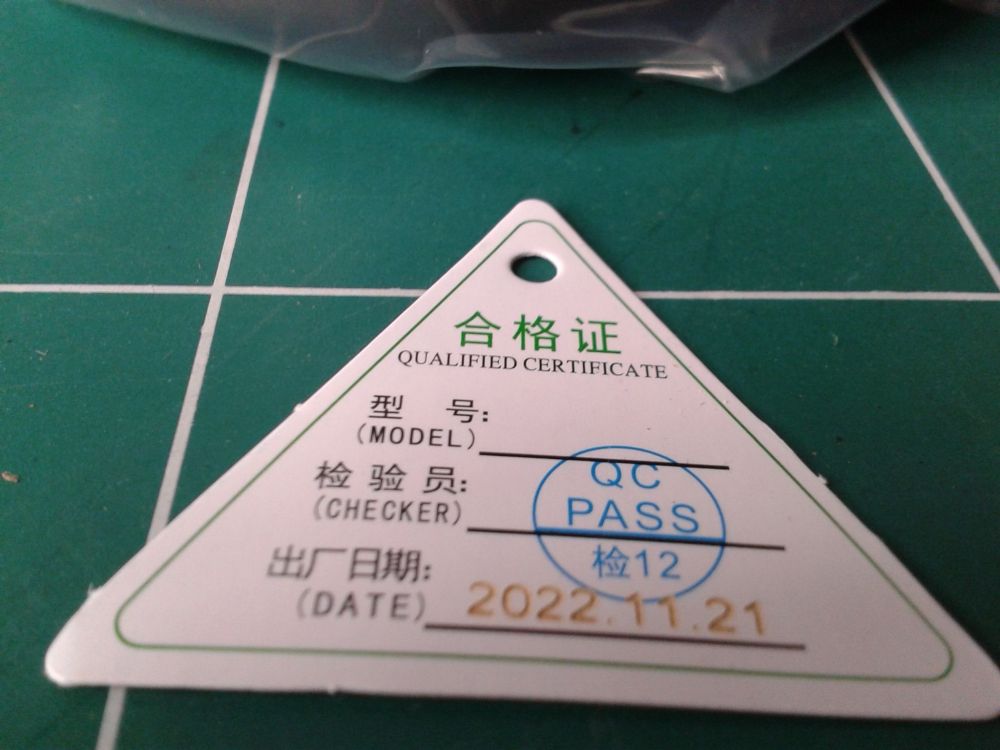 合格证
QUALIFIED CERTIFICATE
型 号:
(MODEL)
检验员:
(CHECKER)
QC
PASS
检12
出厂日期:
(DATE)
2022.11.21